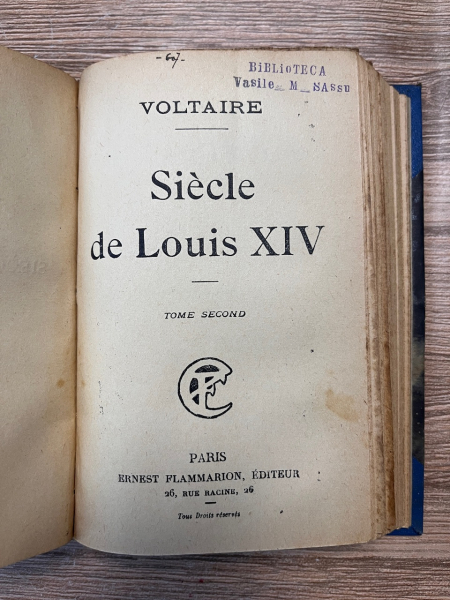 -607-
BiBLiOTECA
Vasile M SAssu
VOLTAIRE
Siècle
de Louis XIV
TOME SECOND
PARIS
ERNEST FLAMMARION, ÉDITEUR
26, RUE RACINE, 26
Tous Droits réservés